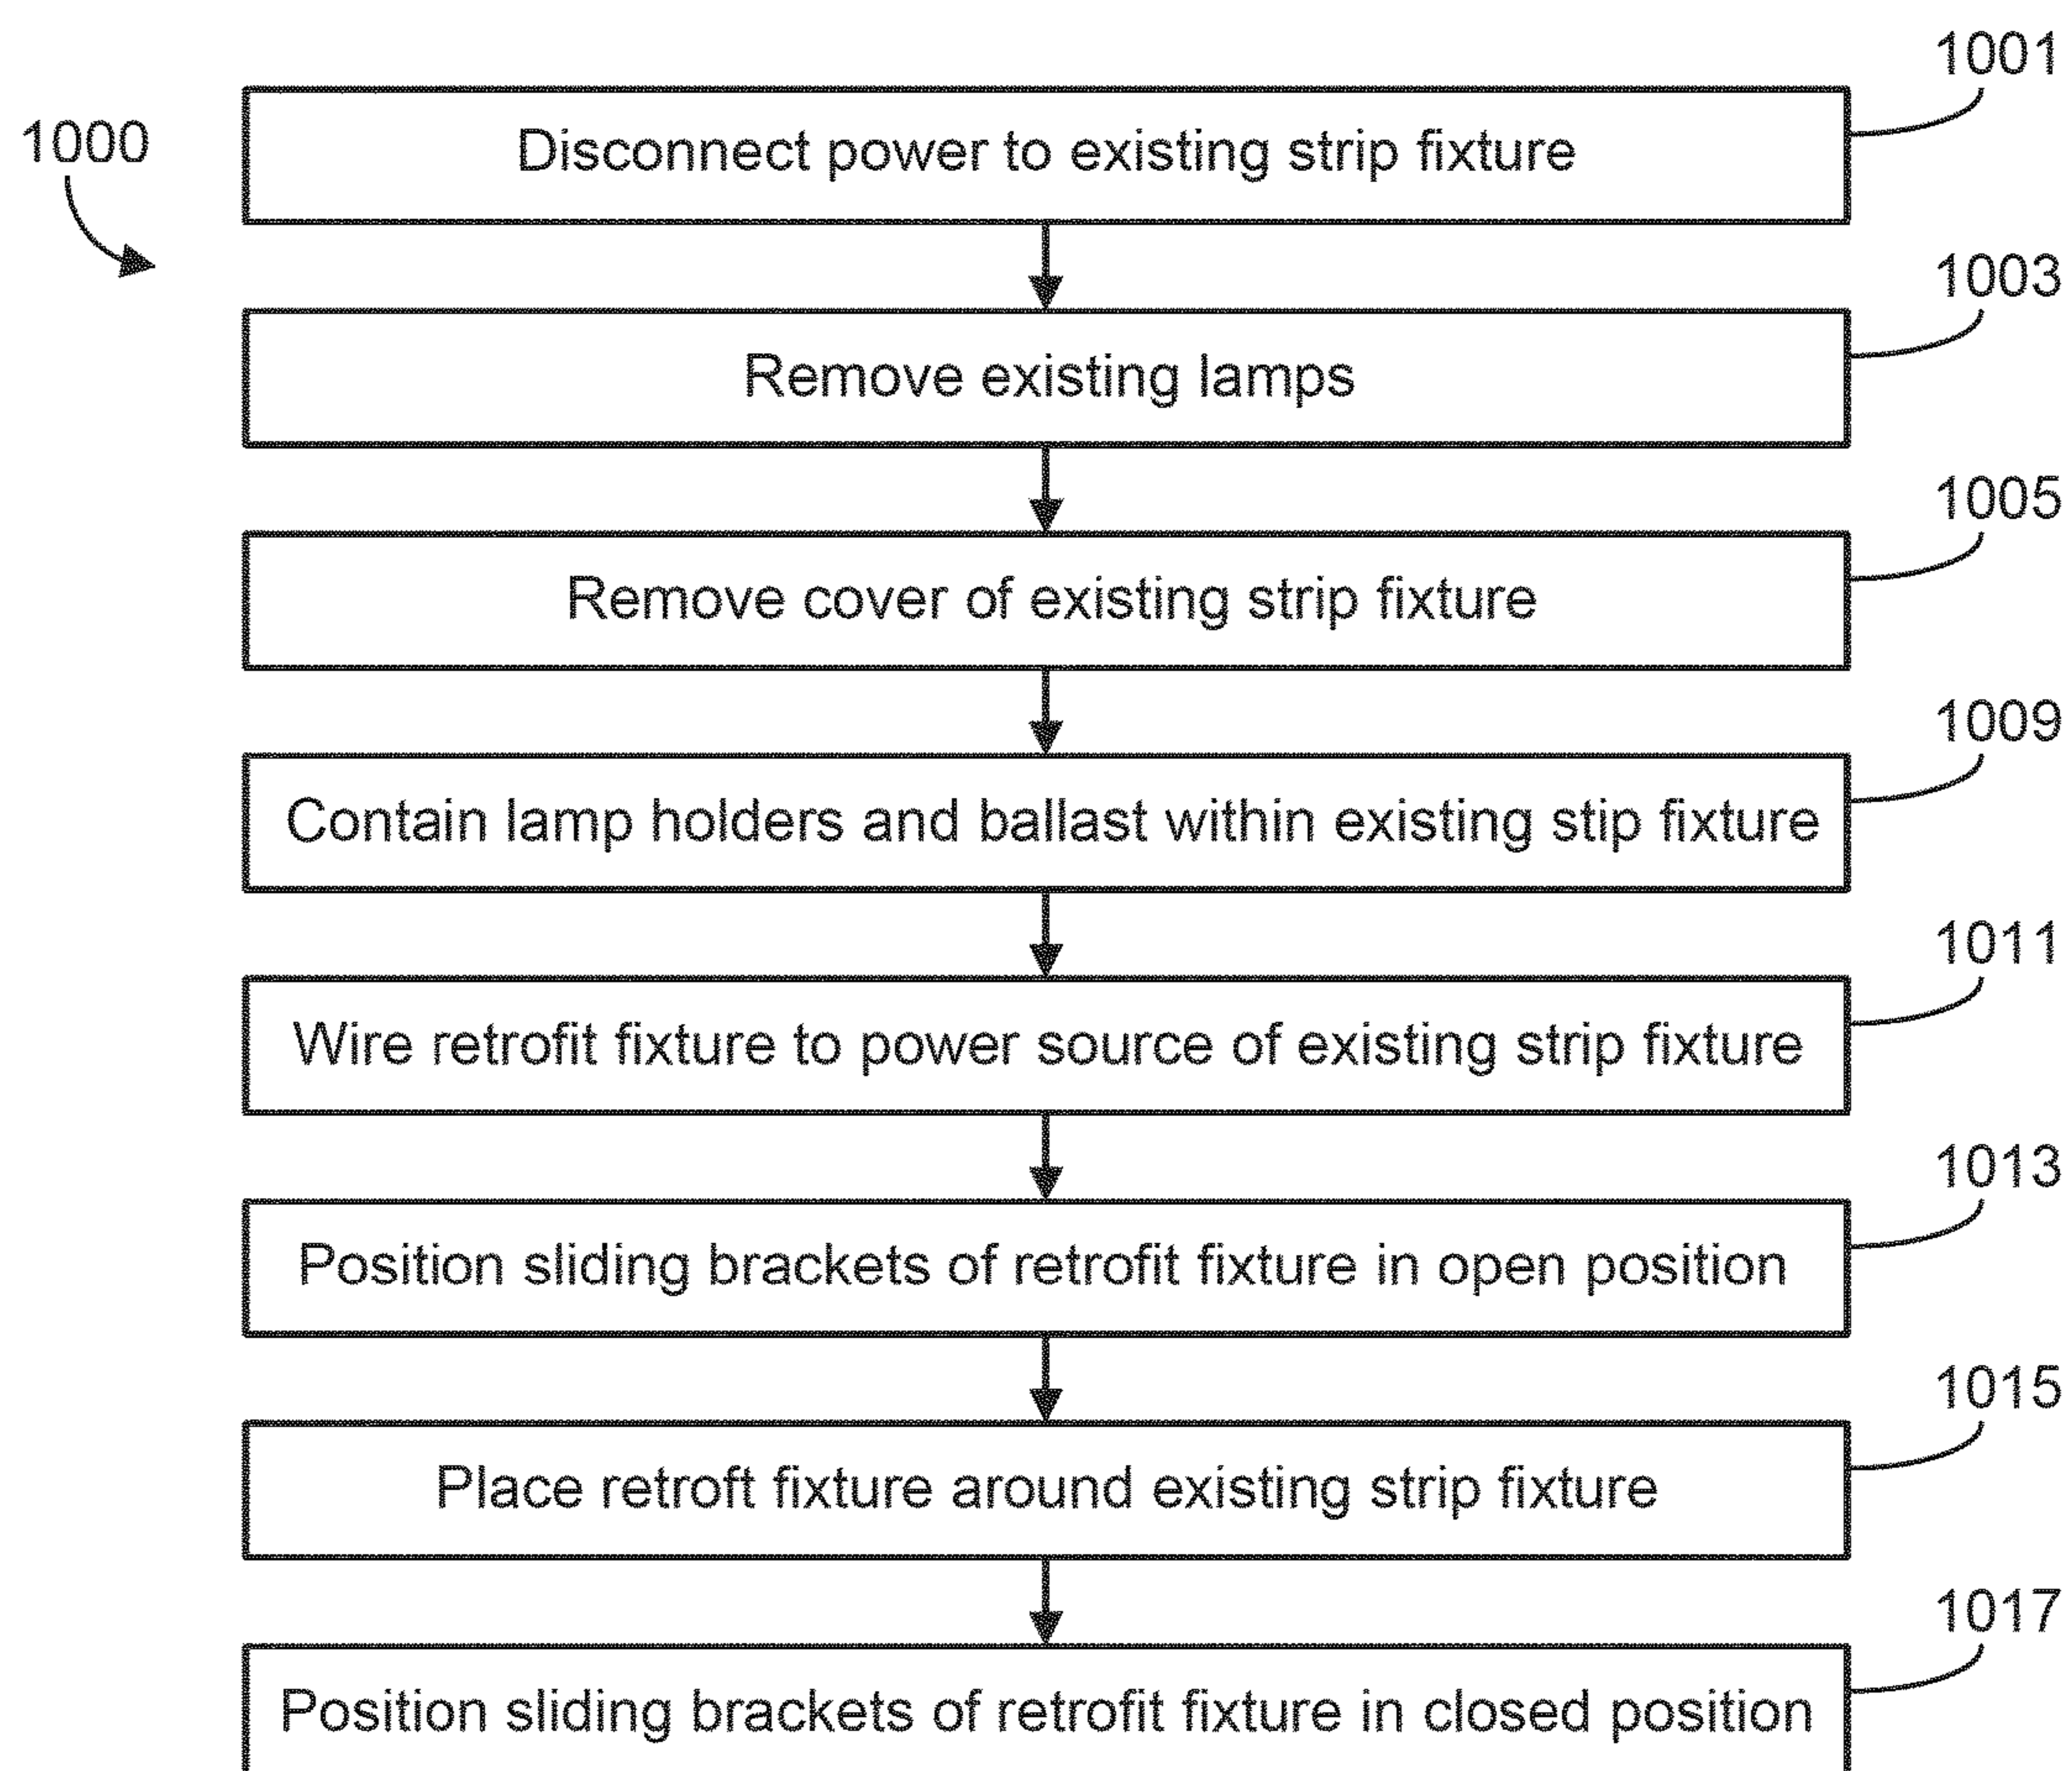 1001
1000
Disconnect power to existing strip fixture
1003
Remove existing lamps
1005
Remove cover of existing strip fixture
1009
Contain lamp holders and ballast within existing stip fixture
1011
Wire retrofit fixture to power source of existing strip fixture
1013
Position sliding brackets of retrofit fixture in open position
1015
Place retroft fixture around existing strip fixture
1017
Position sliding brackets of retrofit fixture in closed position